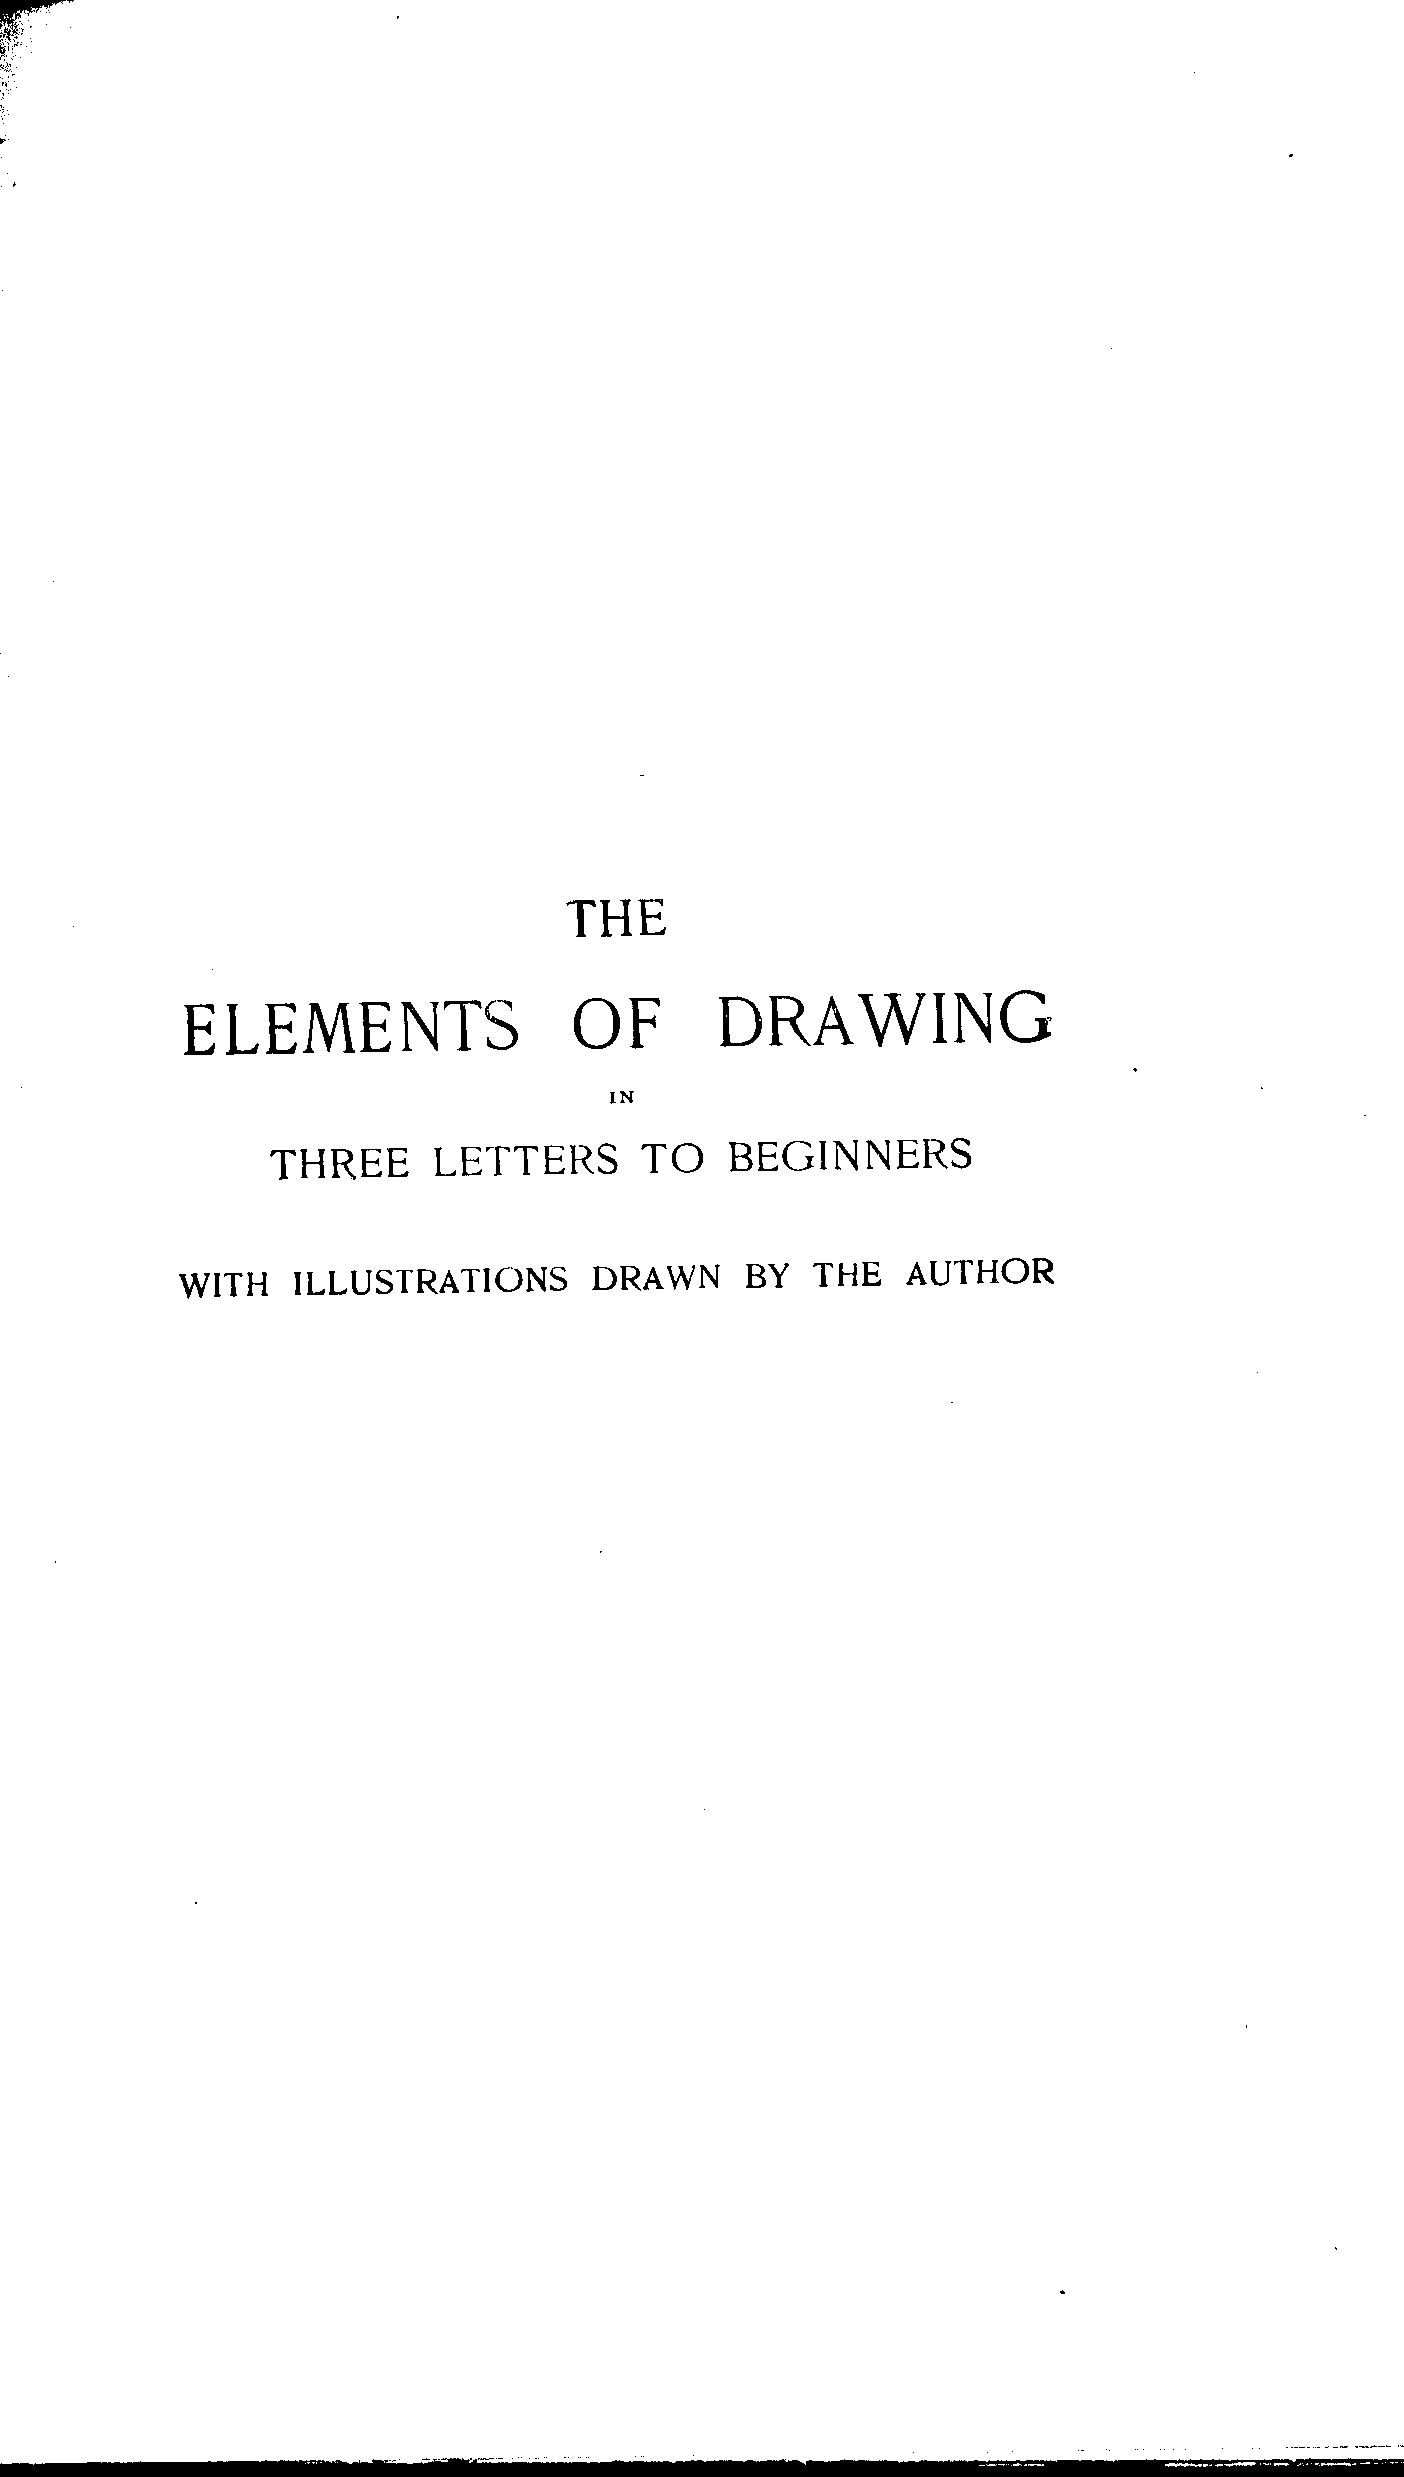 THE
ELEMENTS OF DRAWING
IN
THREE LETTERS TO BEGINNERS
WITH ILLUSTRATIONS DRAWN BY THE AUTHOR